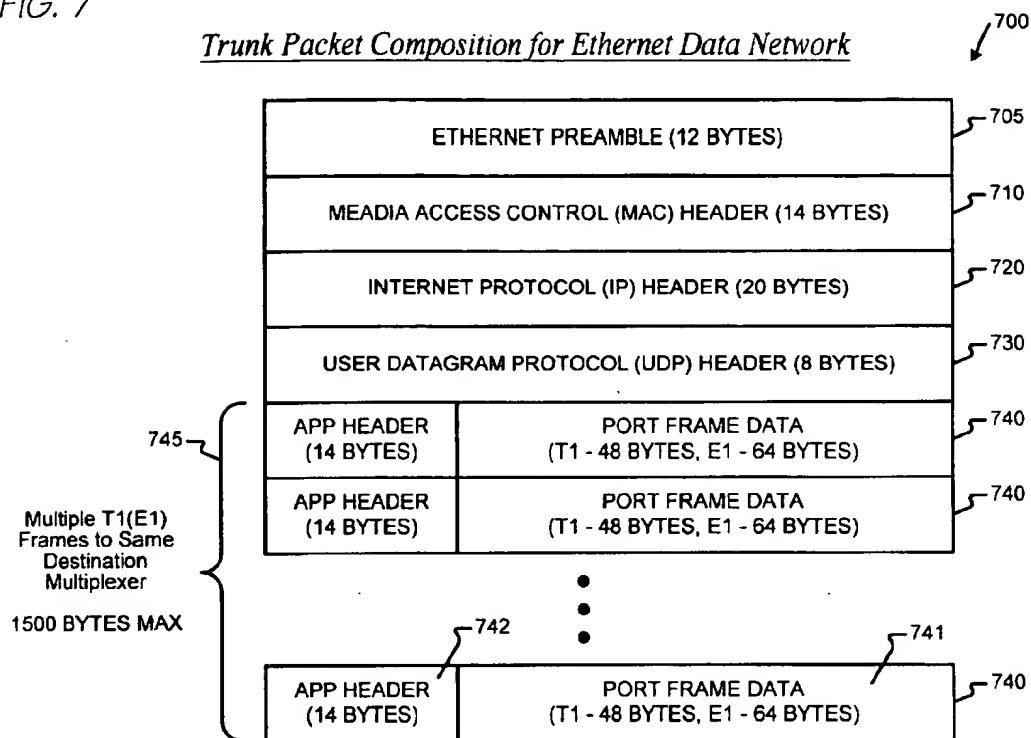 FIG. 7
700
Trunk Packet Composition for Ethernet Data Network
ETHERNET PREAMBLE (12 BYTES)
705
MEADIA ACCESS CONTROL (MAC) HEADER (14 BYTES)
710
INTERNET PROTOCOL (IP) HEADER (20 BYTES)
720
USER DATAGRAM PROTOCOL (UDP) HEADER (8 BYTES)
730
745
Multiple T1(E1)
Frames to Same
Destination
Multiplexer
1500 BYTES MAX
APP HEADER
(14 BYTES)
PORT FRAME DATA
(T1 - 48 BYTES, E1 - 64 BYTES)
740
APP HEADER
(14 BYTES)
PORT FRAME DATA
(T1 - 48 BYTES, E1 - 64 BYTES)
740
742
741
APP HEADER
(14 BYTES)
PORT FRAME DATA
(T1 - 48 BYTES, E1 - 64 BYTES)
740